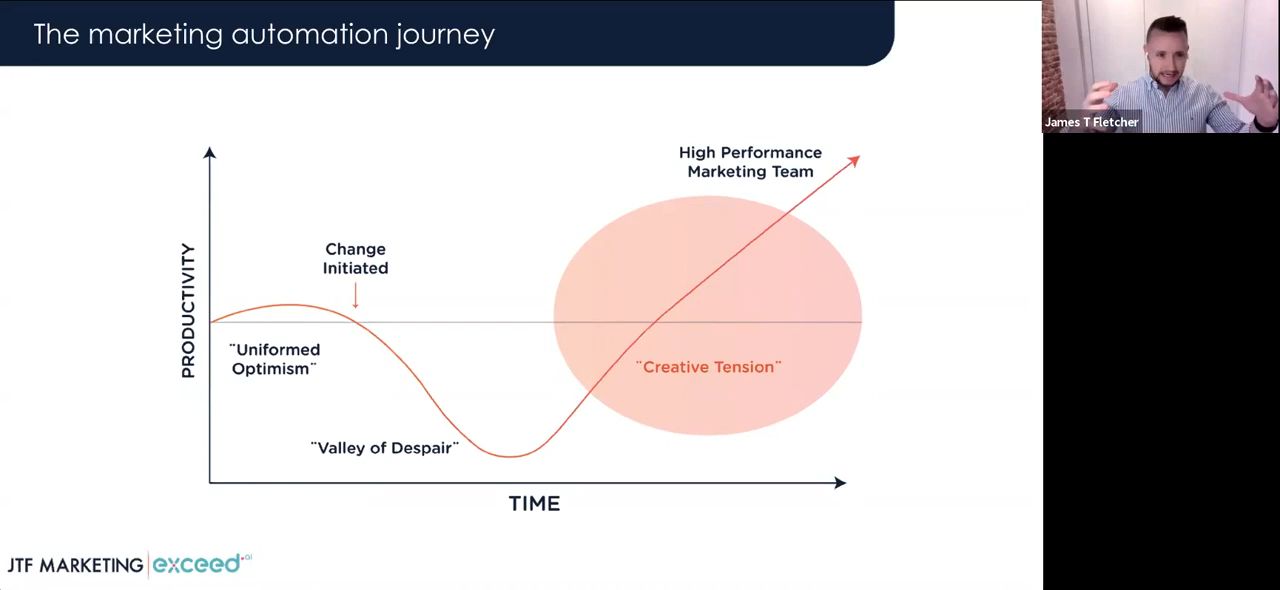 The marketing automation journey
James T Fletcher
High Performance
Marketing Team
Change
Initiated
PRODUCTIVITY
¨Uniformed
Optimism¨
¨Creative Tension¨
¨Valley of Despair¨
TIME
JTF MARKETING
exceed.ai